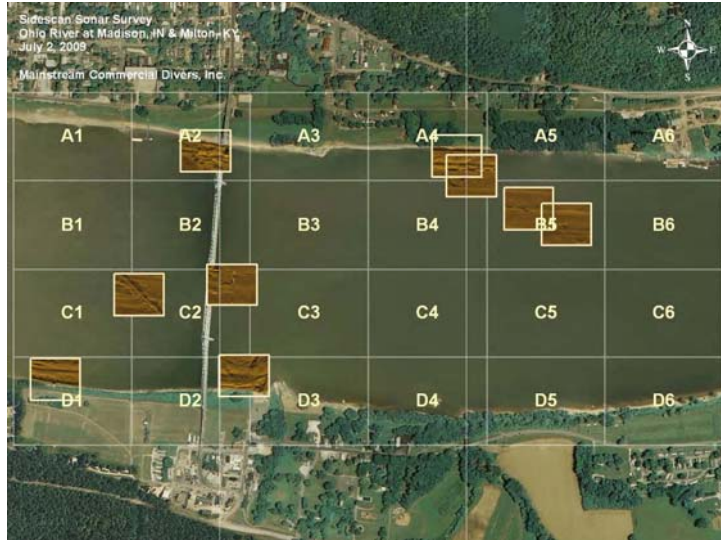 Sidescan Sonar Survey
Ohio River at Madison, IN & Milton, KY
July 2, 2009
Mainstream Commercial Divers, Inc.
N
W E
S
A1 A2 A3 A4 A5 A6
B1 B2 B3 B4 B5 B6
C1 C2 C3 C4 C5 C6
D1 D2 D3 D4 D5 D6